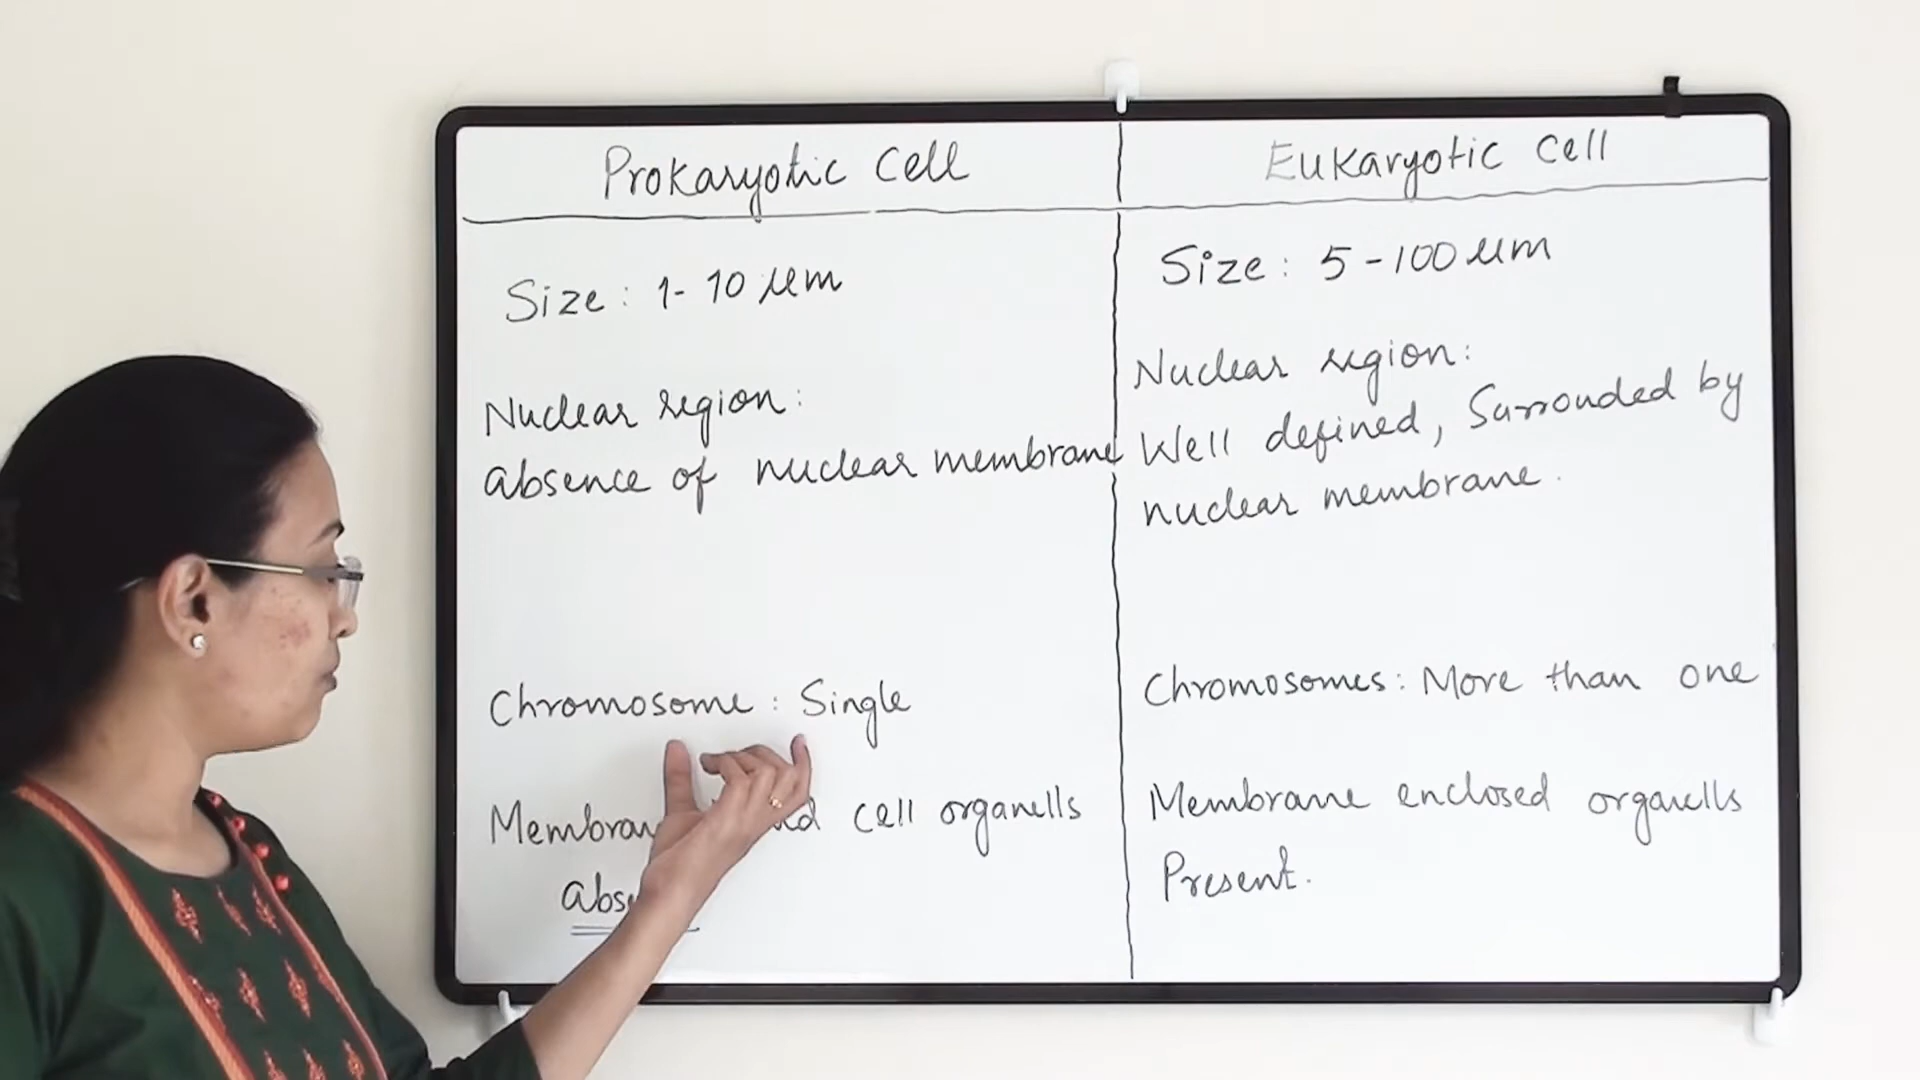 Prokaryotic Cell
Size: 1-10 µm
Nuclear region:
absence of nuclear membrane
Chromosome: Single
cell organells
Eukaryotic Cell
Size: 5-100 µm
Nuclear region:
Well defined, Surrouded by
nuclear membrane.
Chromosomes: More than one
Membrane enclosed organells
Present.